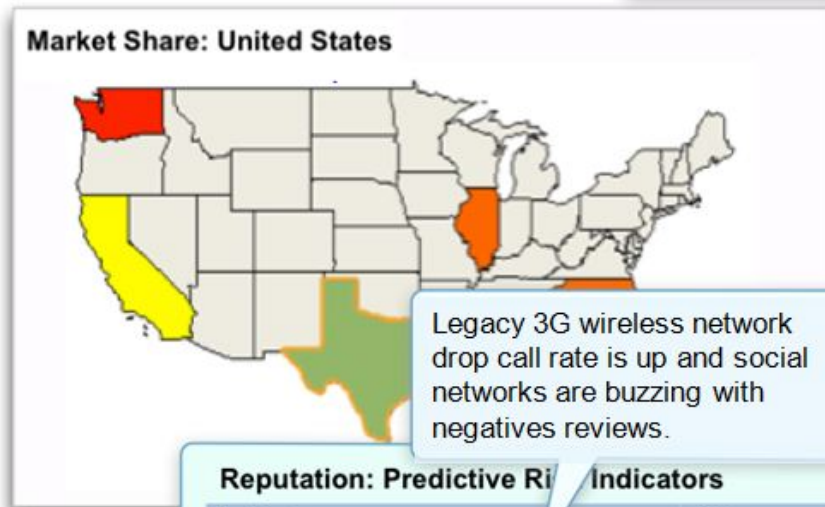 Market Share: United States
Legacy 3G wireless network
drop call rate is up and social
networks are buzzing with
negatives reviews.
Reputation: Predictive Ri Indicators